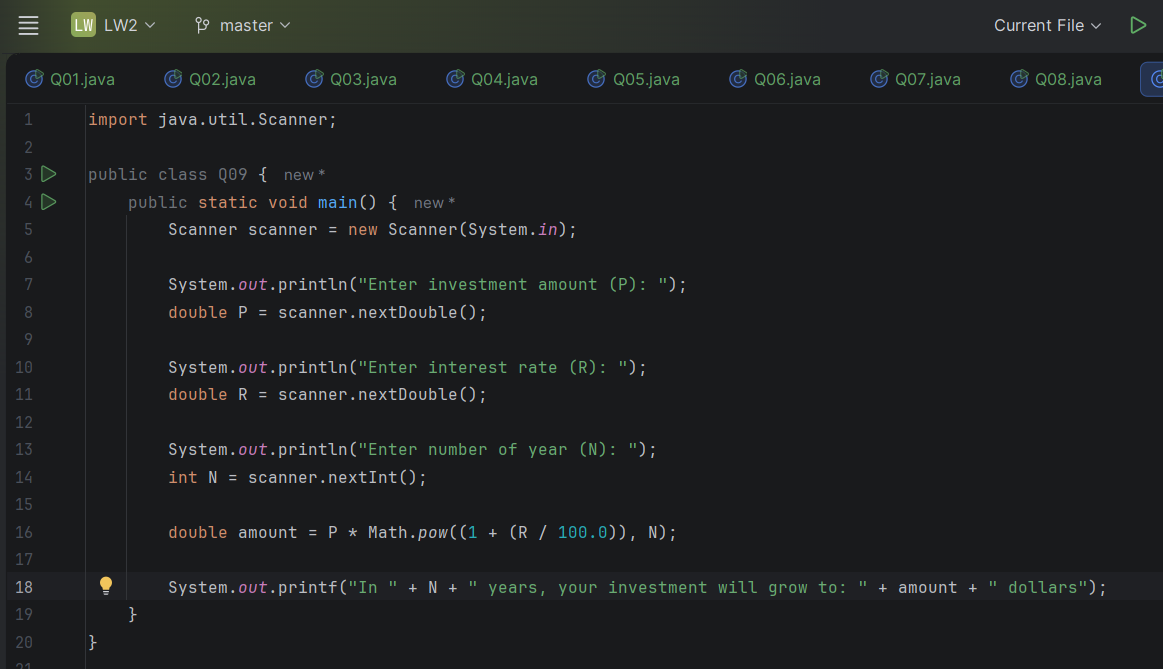 LW LW2 master Current File
Q01.java Q02.java Q03.java Q04.java Q05.java Q06.java Q07.java Q08.java
1 import java.util.Scanner;
2
3 public class Q09 { new *
4     public static void main() { new *
5         Scanner scanner = new Scanner(System.in);
6
7         System.out.println("Enter investment amount (P): ");
8         double P = scanner.nextDouble();
9
10         System.out.println("Enter interest rate (R): ");
11         double R = scanner.nextDouble();
12
13         System.out.println("Enter number of year (N): ");
14         int N = scanner.nextInt();
15
16         double amount = P * Math.pow((1 + (R / 100.0)), N);
17
18         System.out.printf("In " + N + " years, your investment will grow to: " + amount + " dollars");
19     }
20 }
21